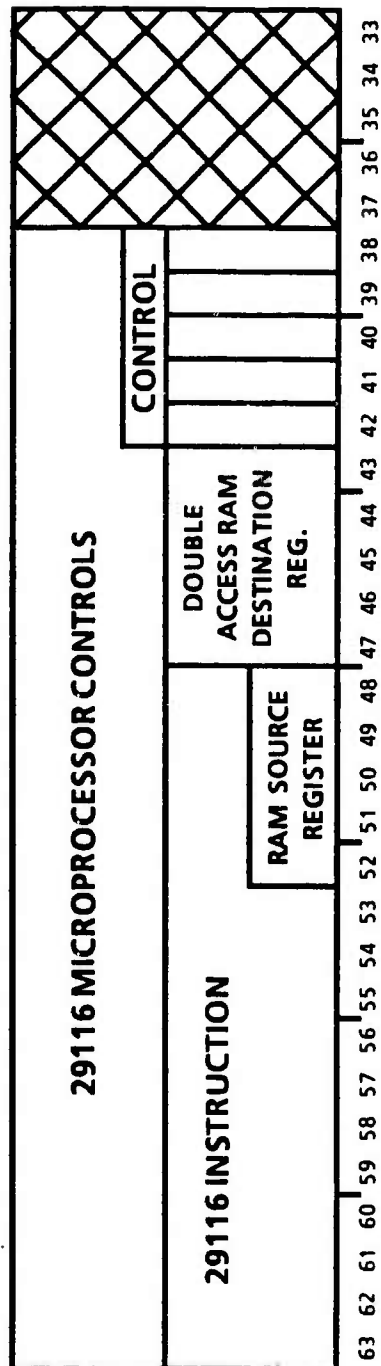 29116 MICROPROCESSOR CONTROLS
CONTROL
29116 INSTRUCTION
DOUBLE
ACCESS RAM
DESTINATION
REG.
RAM SOURCE
REGISTER
63 62 61 60 59 58 57 56 55 54 53 52 51 50 49 48 47 46 45 44 43 42 41 40 39 38 37 36 35 34 33